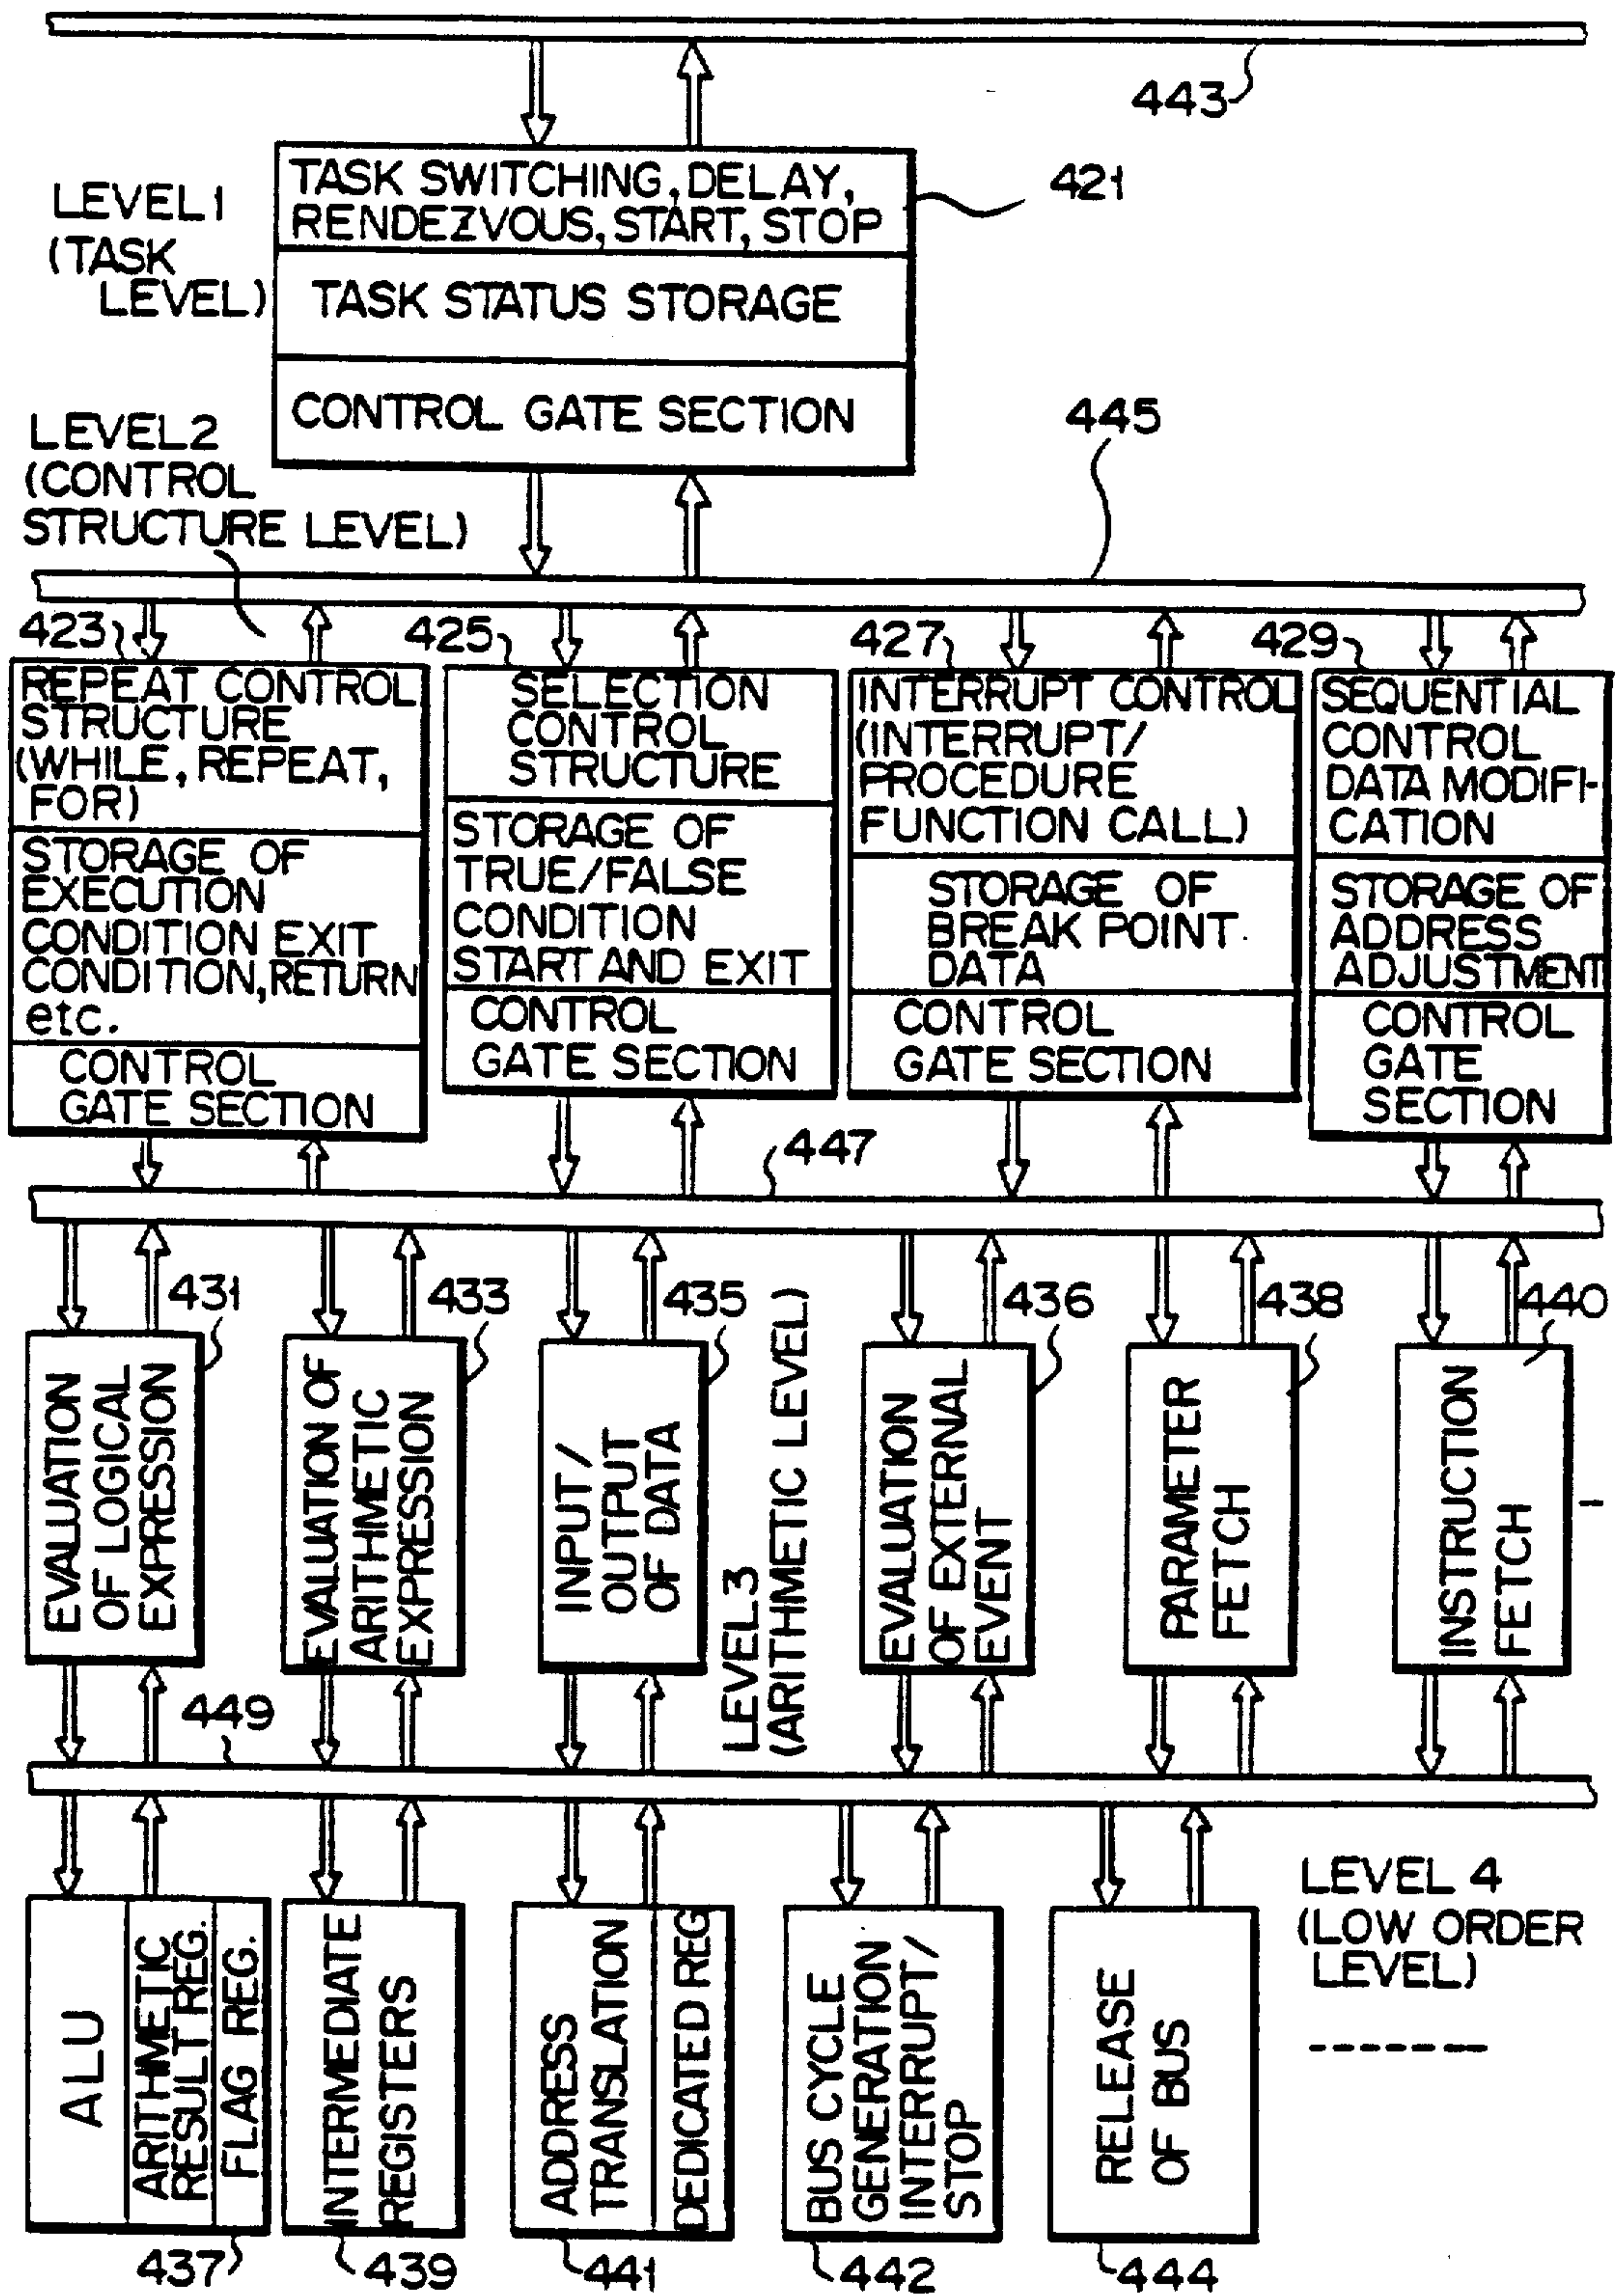 443
TASK SWITCHING, DELAY,
RENDEZVOUS, START, STOP
421
LEVEL 1
(TASK
LEVEL)
TASK STATUS STORAGE
CONTROL GATE SECTION
LEVEL 2
(CONTROL
STRUCTURE LEVEL)
445
423
REPEAT CONTROL
STRUCTURE
(WHILE, REPEAT,
FOR)
STORAGE OF
EXECUTION
CONDITION EXIT
CONDITION, RETURN
etc.
CONTROL
GATE SECTION
425
SELECTION
CONTROL
STRUCTURE
STORAGE OF
TRUE/FALSE
CONDITION
START AND EXIT
CONTROL
GATE SECTION
427
INTERRUPT CONTROL
(INTERRUPT/
PROCEDURE
FUNCTION CALL)
STORAGE OF
BREAK POINT
DATA
CONTROL
GATE SECTION
429
SEQUENTIAL
CONTROL
DATA MODIFI-
CATION
STORAGE OF
ADDRESS
ADJUSTMENT
CONTROL
GATE
SECTION
447
431
EVALUATION
OF LOGICAL
EXPRESSION
433
EVALUATION OF
ARITHMETIC
EXPRESSION
435
INPUT/
OUTPUT
OF DATA
LEVEL 3
(ARITHMETIC LEVEL)
436
EVALUATION
OF EXTERNAL
EVENT
438
PARAMETER
FETCH
440
INSTRUCTION
FETCH
449
ALU
ARITHMETIC
RESULT REG.
FLAG REG.
437
INTERMEDIATE
REGISTERS
439
ADDRESS
TRANSLATION
DEDICATED REG
441
BUS CYCLE
GENERATION
INTERRUPT/
STOP
442
RELEASE
OF BUS
444
LEVEL 4
(LOW ORDER
LEVEL)